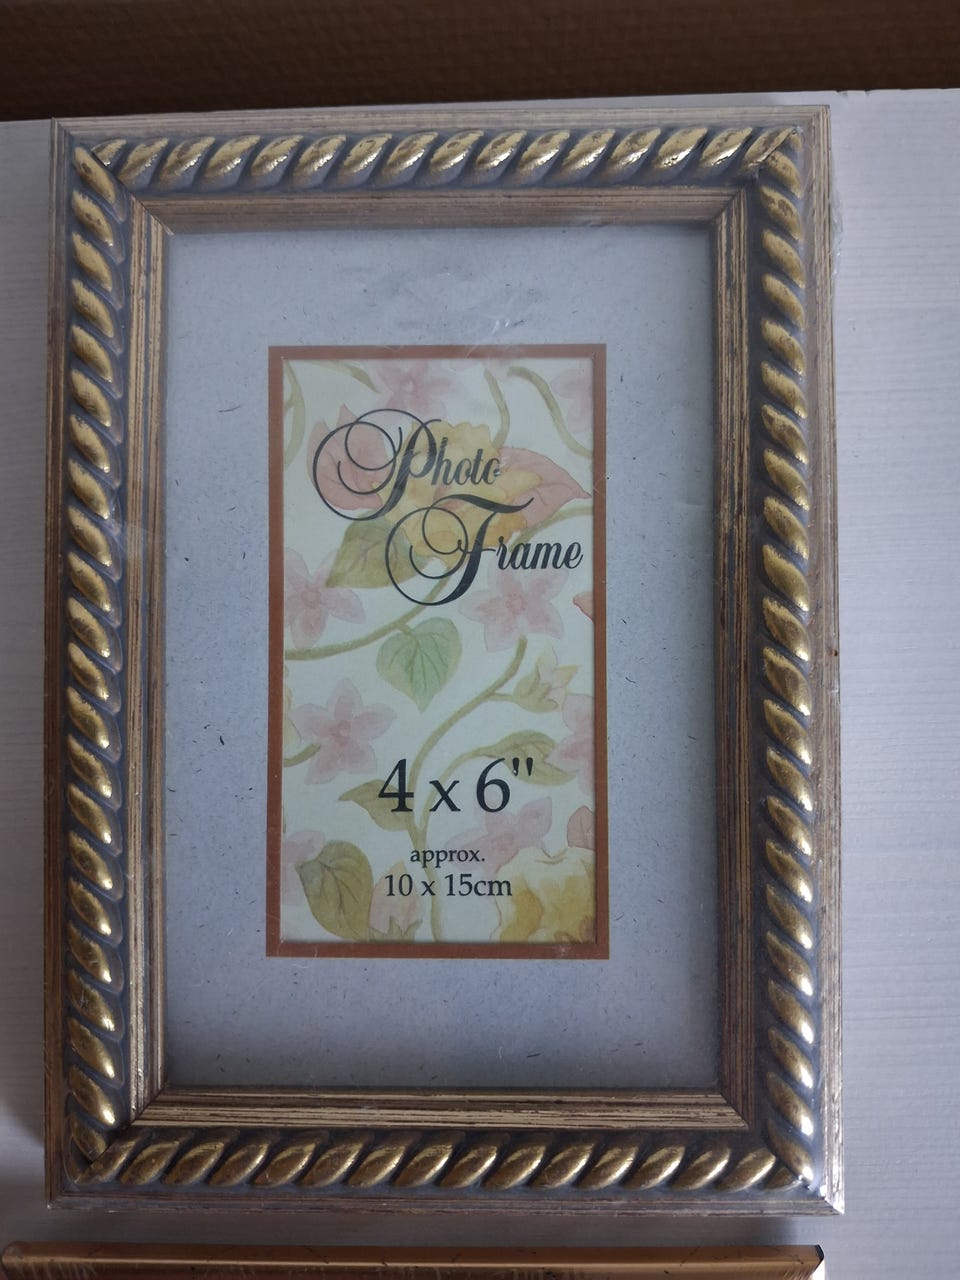 Photo
Frame
4 x 6"
approx.
10 x 15cm